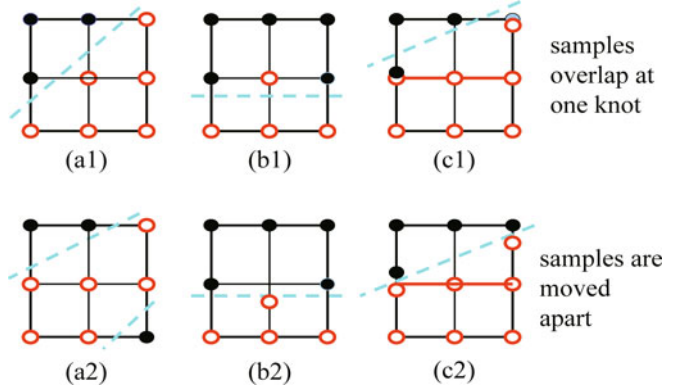 samples
overlap at
one knot
(a1)
(b1)
(c1)
samples are
moved
apart
(a2)
(b2)
(c2)